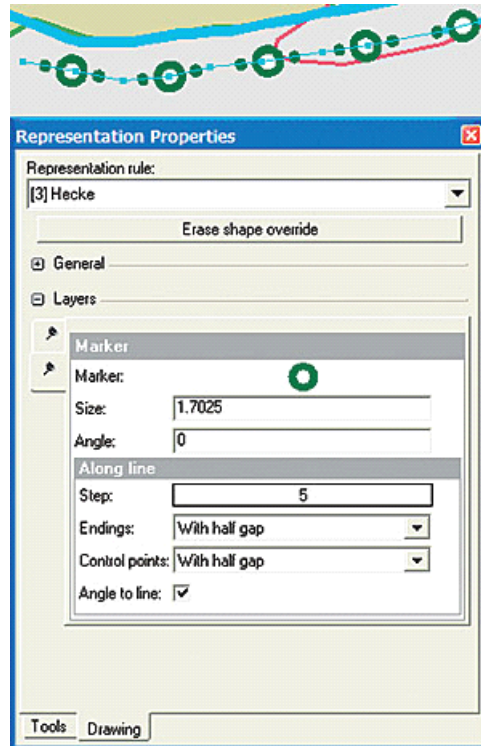 Representation Properties
Representation rule:
[3] Hecke
Erase shape override
General
Layers
Marker
Marker:
Size: 1.7025
Angle: 0
Along line
Step: 5
Endings: With half gap
Control points: With half gap
Angle to line:
Tools Drawing